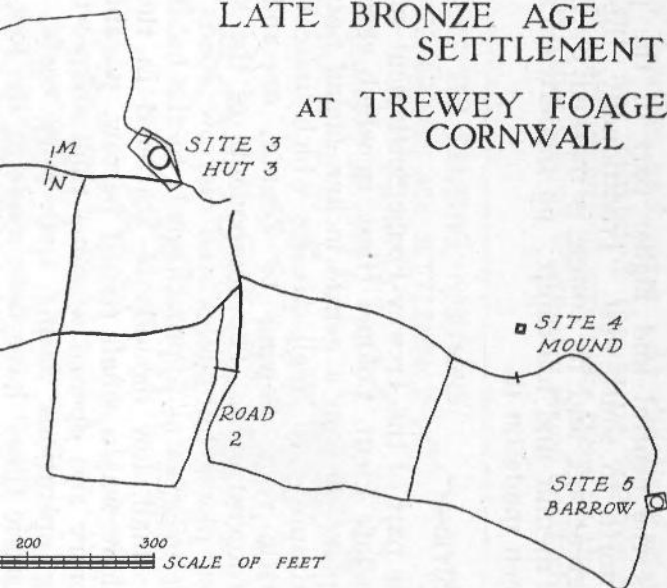 LATE BRONZE AGE
SETTLEMENT
AT TREWEY FOAGE
CORNWALL
M
N
SITE 3
HUT 3
SITE 4
MOUND
ROAD
2
SITE 5
BARROW
200 300
SCALE OF FEET